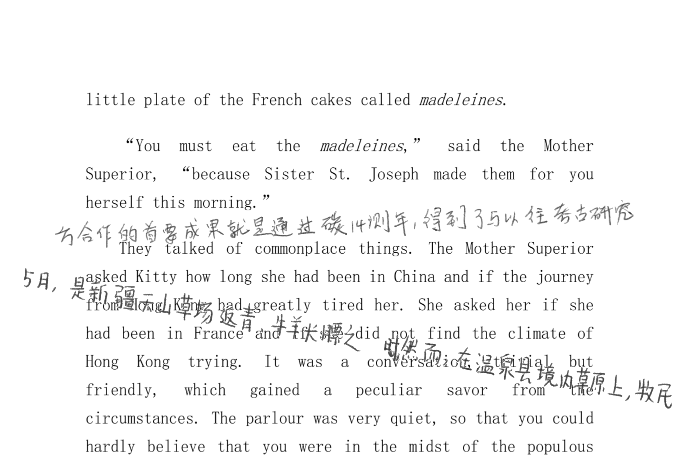 little plate of the French cakes called madeleines.
“You must eat the madeleines,” said the Mother
Superior, “because Sister St. Joseph made them for you
herself this morning.”
方合作的首要成果就是通过碳14测年,得到了与以往考古研究
They talked of commonplace things. The Mother Superior
asked Kitty how long she had been in China and if the journey
from Hong Kong had greatly tired her. She asked her if she
had been in France and if she did not find the climate of
Hong Kong trying. It was a conversation, trivial but
friendly, which gained a peculiar savor from the
circumstances. The parlour was very quiet, so that you could
hardly believe that you were in the midst of the populous
5月,是新疆天山草场返青,牛羊长膘之时。然而,在温泉县境内草原上,牧民